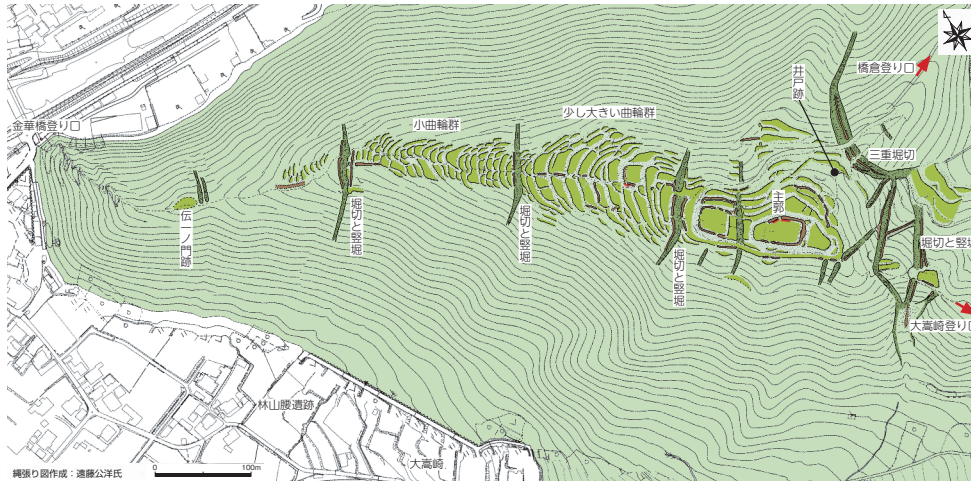 橋倉登り口
井戸跡
少し大きい曲輪群
小曲輪群
金華橋登り口
三重堀切
主郭
伝一ノ門跡
堀切と竪堀
堀切と竪堀
堀切と竪堀
堀切と竪堀
大嵩崎登り口
林山腰遺跡
大嵩崎
縄張り図作成:遠藤公洋氏
0
100m